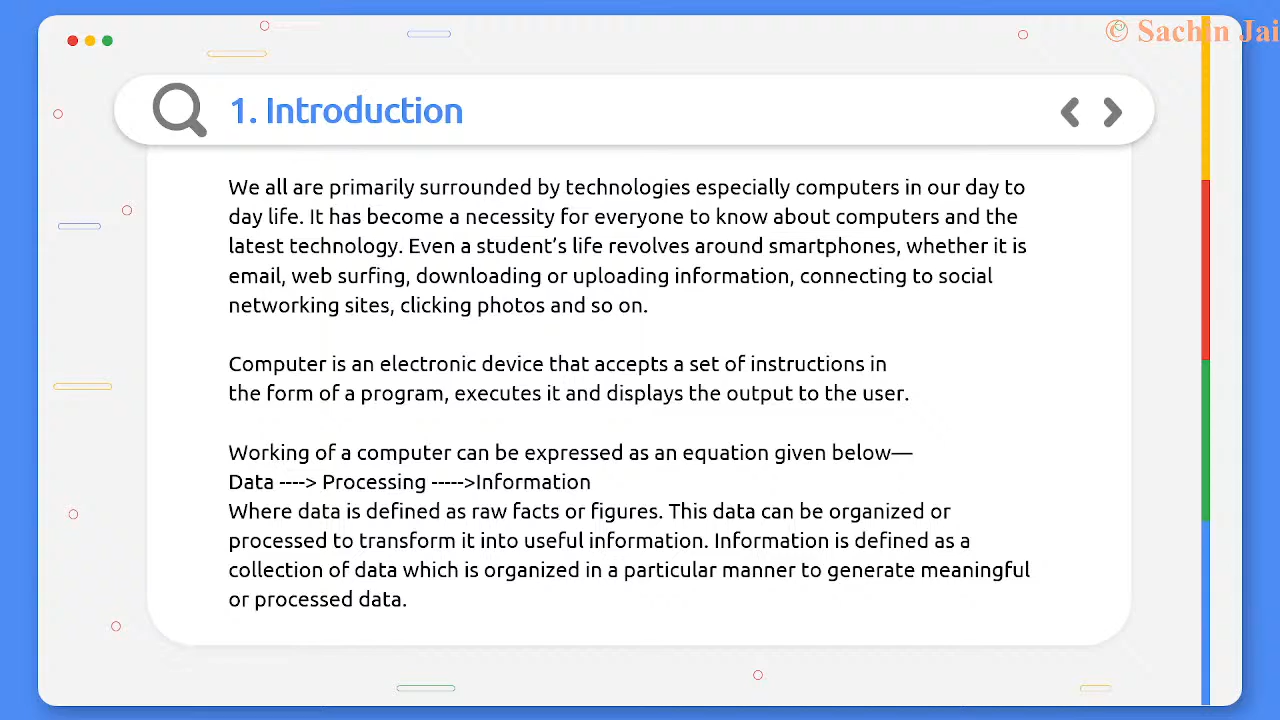 © Sachin Jai
1. Introduction
We all are primarily surrounded by technologies especially computers in our day to
day life. It has become a necessity for everyone to know about computers and the
latest technology. Even a student’s life revolves around smartphones, whether it is
email, web surfing, downloading or uploading information, connecting to social
networking sites, clicking photos and so on.
Computer is an electronic device that accepts a set of instructions in
the form of a program, executes it and displays the output to the user.
Working of a computer can be expressed as an equation given below—
Data ----> Processing ----->Information
Where data is defined as raw facts or figures. This data can be organized or
processed to transform it into useful information. Information is defined as a
collection of data which is organized in a particular manner to generate meaningful
or processed data.